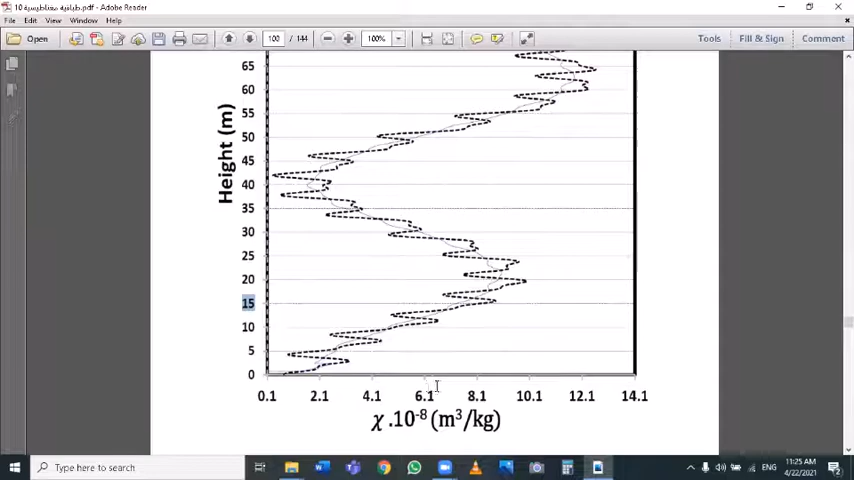 طباقية مغناطيسية 10.pdf - Adobe Reader
File Edit View Window Help
Open 100 / 144 100% Tools Fill & Sign Comment
65
60
55
50
45
40
35
30
25
20
15
10
5
0
Height (m)
0.1 2.1 4.1 6.1 8.1 10.1 12.1 14.1
χ .10-8 (m³/kg)
Type here to search
ENG
11:25 AM
4/22/2021
2